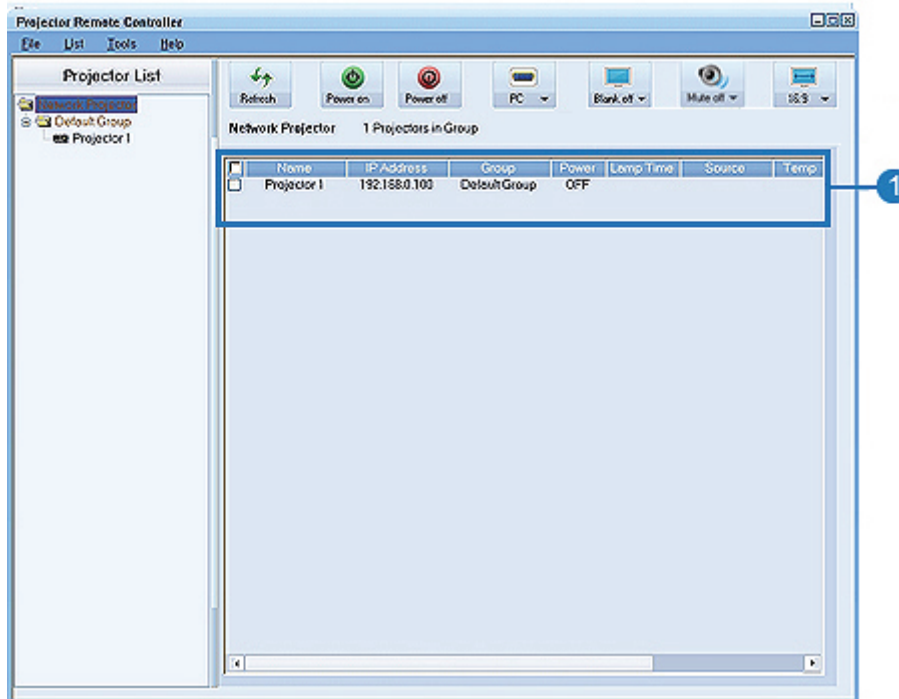 Projector Remote Controller
File List Tools Help
Projector List
Network Projector
Default Group
Projector 1
Refresh Power on Power off PC Blank off Mute off 16:9
Network Projector 1 Projectors in Group
Name IP Address Group Power Lamp Time Source Temp
Projector 1 192.168.0.100 Default Group OFF
1